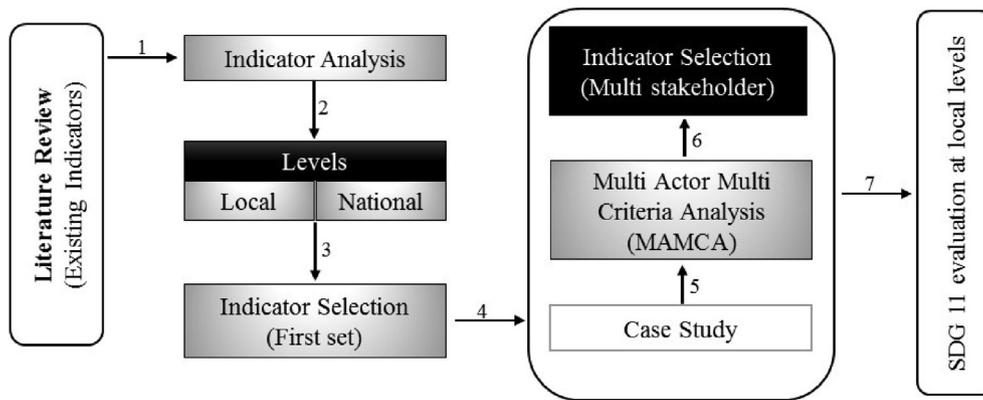 Literature Review
(Existing Indicators)
1
Indicator Analysis
2
Levels
Local
National
3
Indicator Selection
(First set)
4
Indicator Selection
(Multi stakeholder)
6
Multi Actor Multi
Criteria Analysis
(MAMCA)
5
Case Study
7
SDG 11 evaluation at local levels